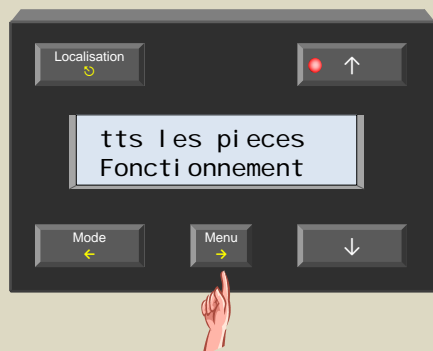 Localisation
↑
tts les pieces
Fonctionnement
Mode
←
Menu
→
↓